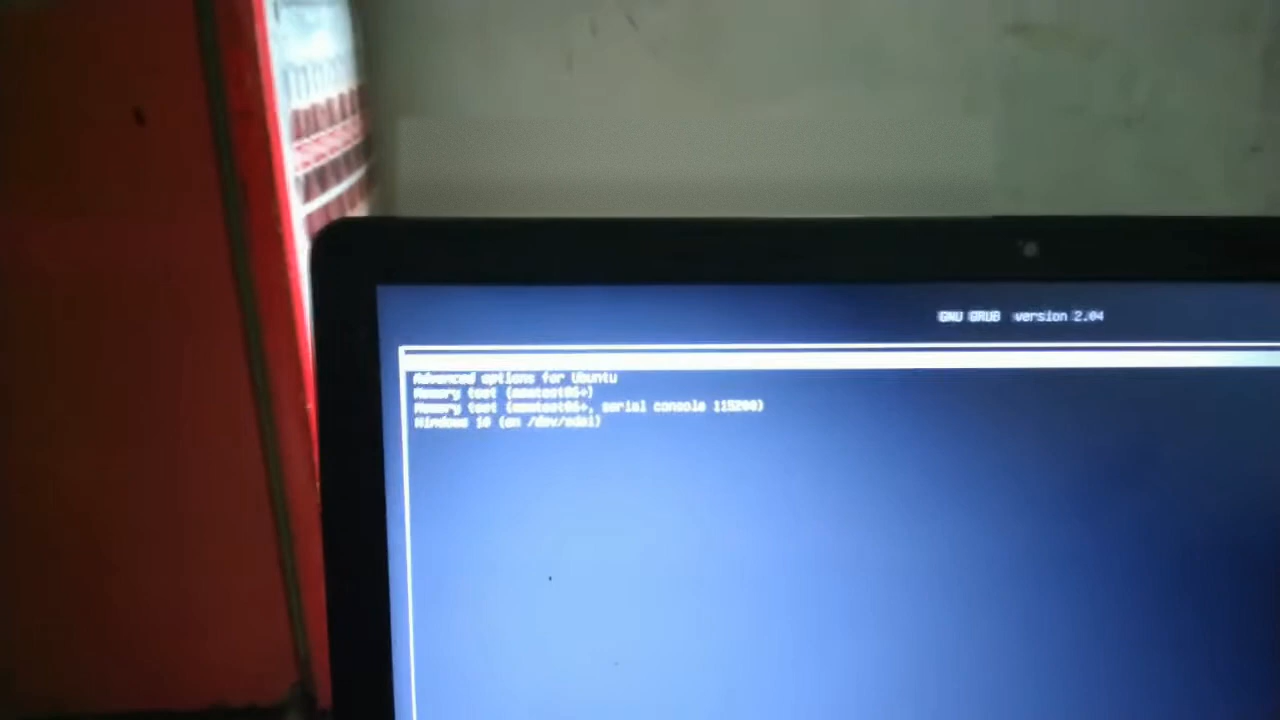 GNU GRUB version 2.04
Advanced options for Ubuntu
Memory test (memtest86+)
Memory test (memtest86+, serial console 115200)
Windows 10 (on /dev/sda1)